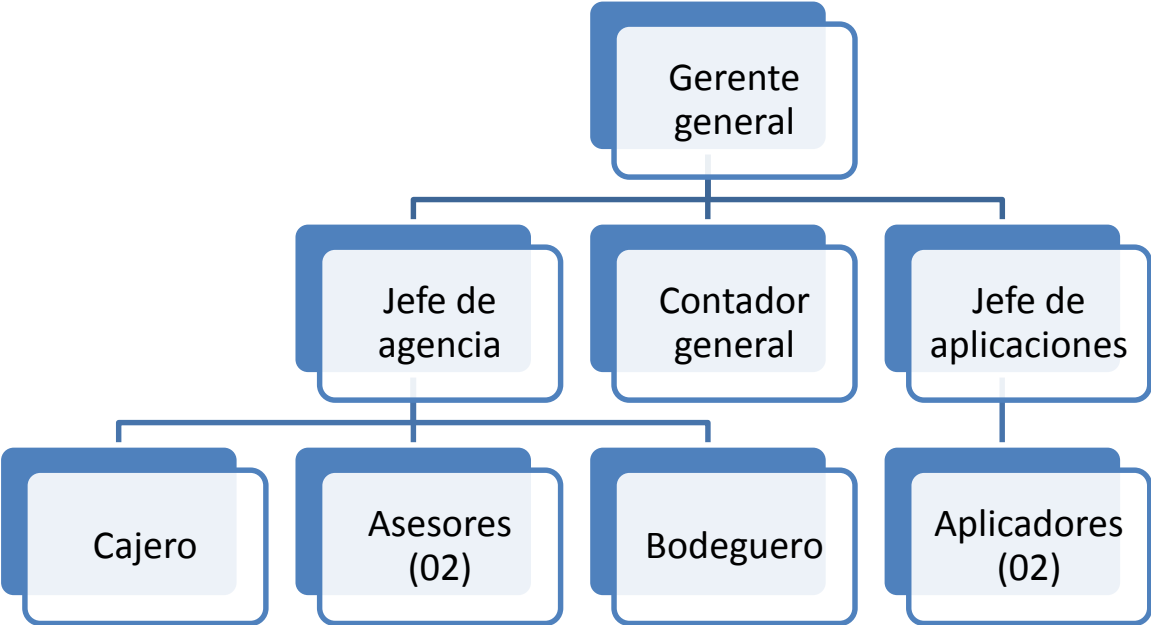 Gerente
general
Jefe de
agencia
Contador
general
Jefe de
aplicaciones
Cajero
Asesores
(02)
Bodeguero
Aplicadores
(02)